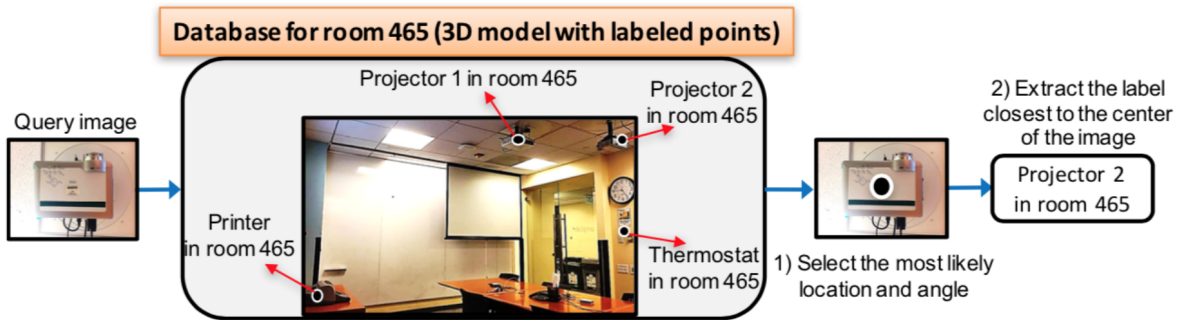 Database for room 465 (3D model with labeled points)
Query image
Projector 1 in room 465
Projector 2
in room 465
Printer
in room 465
Thermostat
in room 465
1) Select the most likely
location and angle
2) Extract the label
closest to the center
of the image
Projector 2
in room 465